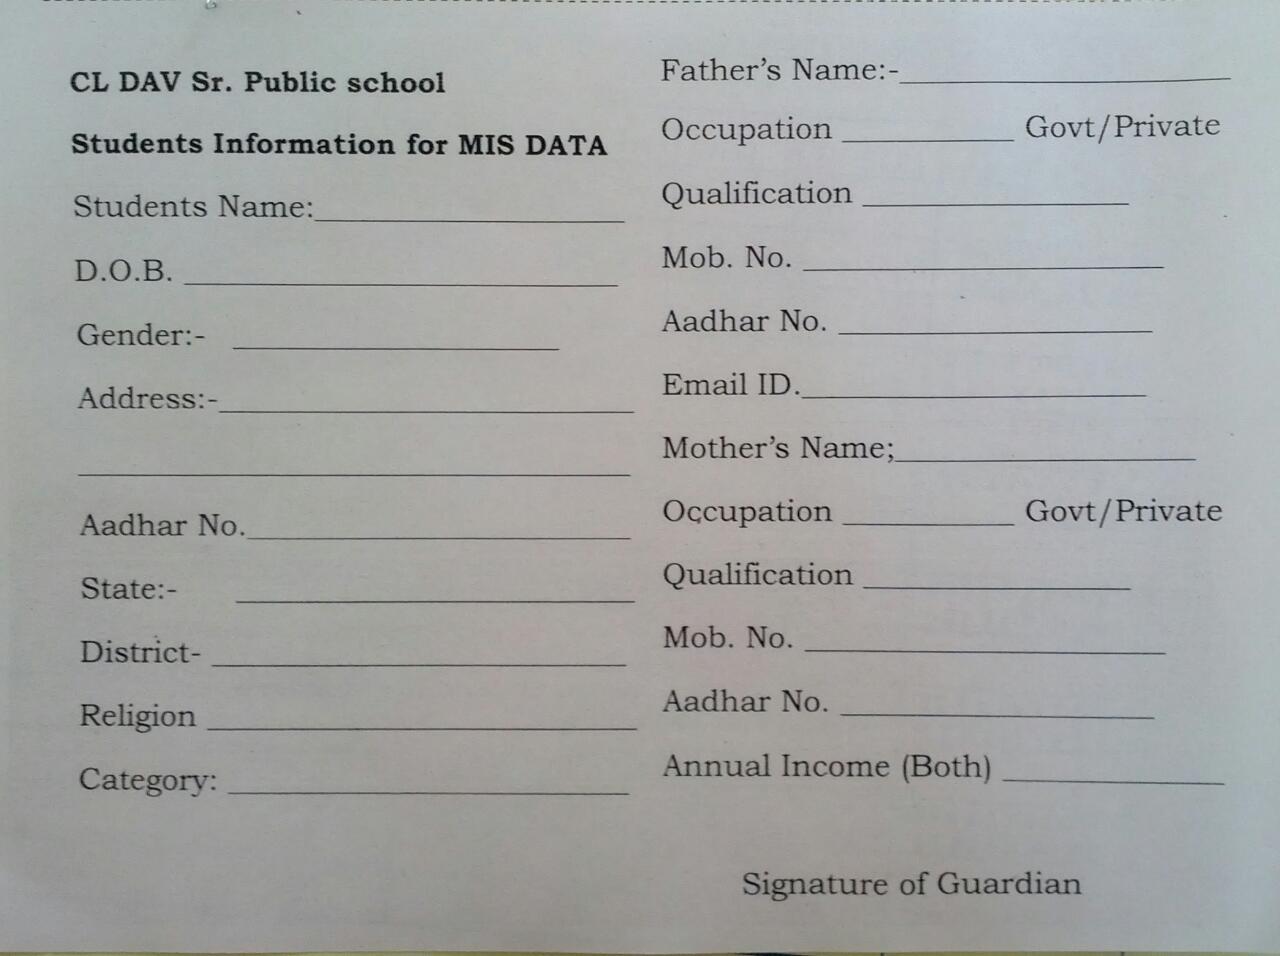 CL DAV Sr. Public school
Students Information for MIS DATA
Students Name:____________________
D.O.B. ____________________
Gender:- ____________________
Address:-____________________
____________________
Aadhar No.____________________
State:- ____________________
District- ____________________
Religion ____________________
Category: ____________________
Father's Name:-____________________
Occupation ___________ Govt/Private
Qualification ____________________
Mob. No. ____________________
Aadhar No. ____________________
Email ID.____________________
Mother's Name;____________________
Occupation ___________ Govt/Private
Qualification ____________________
Mob. No. ____________________
Aadhar No. ____________________
Annual Income (Both) ______________
Signature of Guardian